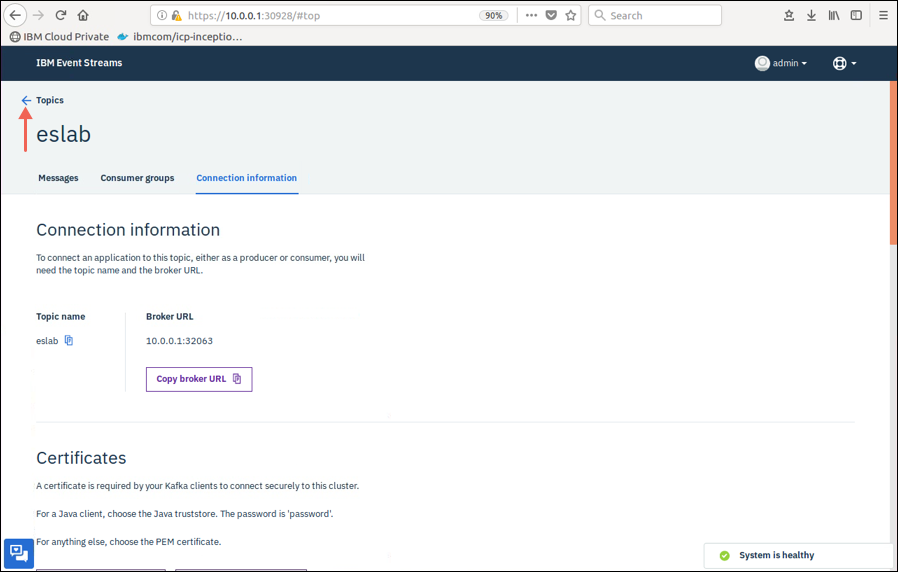 https://10.0.0.1:30928/#top
90%
Search
IBM Cloud Private
ibmcom/icp-inceptio...
IBM Event Streams
admin
Topics
eslab
Messages
Consumer groups
Connection information
Connection information
To connect an application to this topic, either as a producer or consumer, you will
need the topic name and the broker URL.
Topic name
Broker URL
eslab
10.0.0.1:32063
Copy broker URL
Certificates
A certificate is required by your Kafka clients to connect securely to this cluster.
For a Java client, choose the Java truststore. The password is 'password'.
For anything else, choose the PEM certificate.
System is healthy